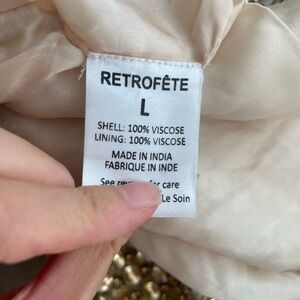 RETROFÊTE
L
SHELL: 100% VISCOSE
LINING: 100% VISCOSE
MADE IN INDIA
FABRIQUE IN INDE
See for care
Le Soin